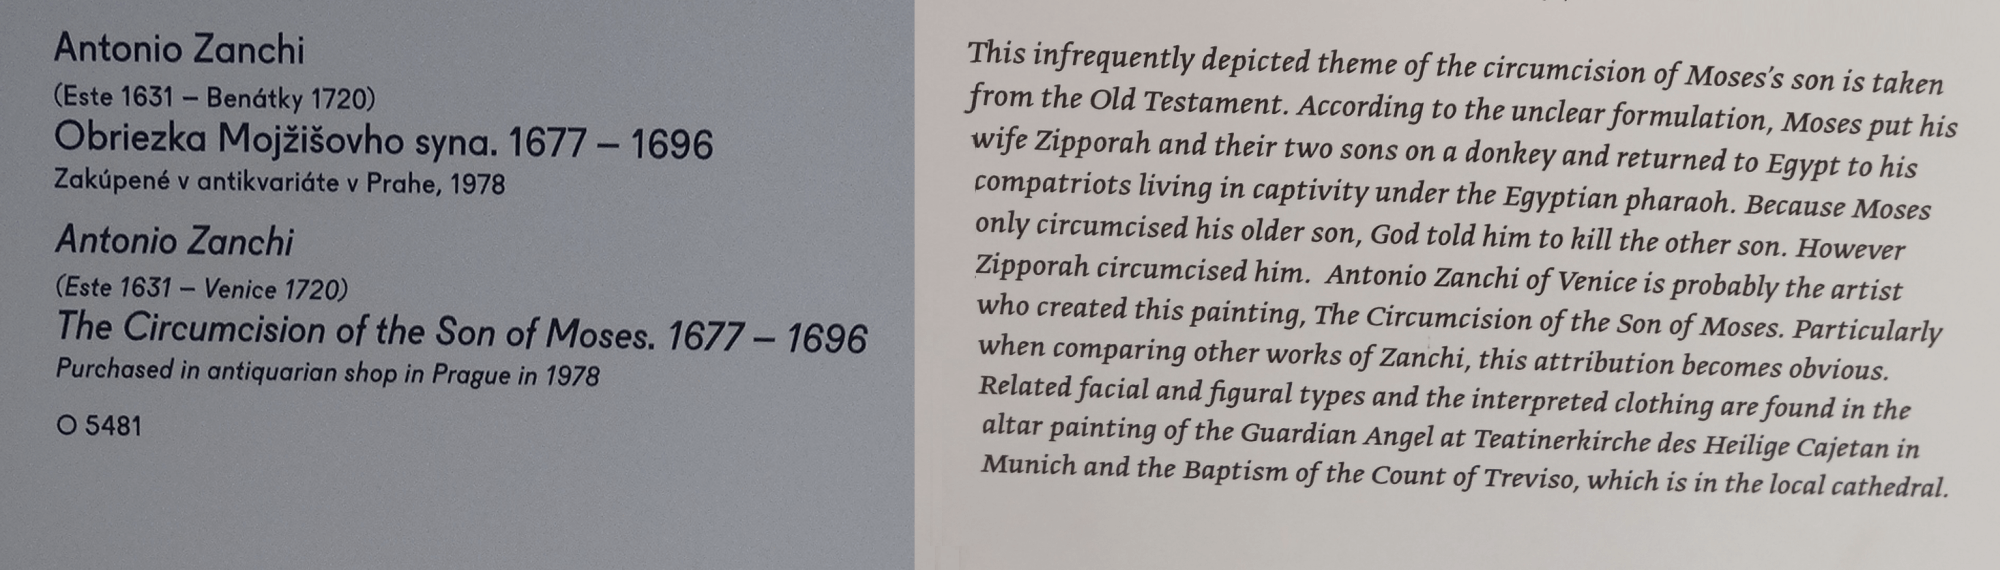 Antonio Zanchi
(Este 1631 – Benátky 1720)
Obriezka Mojžišovho syna. 1677 – 1696
Zakúpené v antikvariáte v Prahe, 1978
Antonio Zanchi
(Este 1631 – Venice 1720)
The Circumcision of the Son of Moses. 1677 – 1696
Purchased in antiquarian shop in Prague in 1978
O 5481
This infrequently depicted theme of the circumcision of Moses's son is taken
from the Old Testament. According to the unclear formulation, Moses put his
wife Zipporah and their two sons on a donkey and returned to Egypt to his
compatriots living in captivity under the Egyptian pharaoh. Because Moses
only circumcised his older son, God told him to kill the other son. However
Zipporah circumcised him. Antonio Zanchi of Venice is probably the artist
who created this painting, The Circumcision of the Son of Moses. Particularly
when comparing other works of Zanchi, this attribution becomes obvious.
Related facial and figural types and the interpreted clothing are found in the
altar painting of the Guardian Angel at Teatinerkirche des Heilige Cajetan in
Munich and the Baptism of the Count of Treviso, which is in the local cathedral.